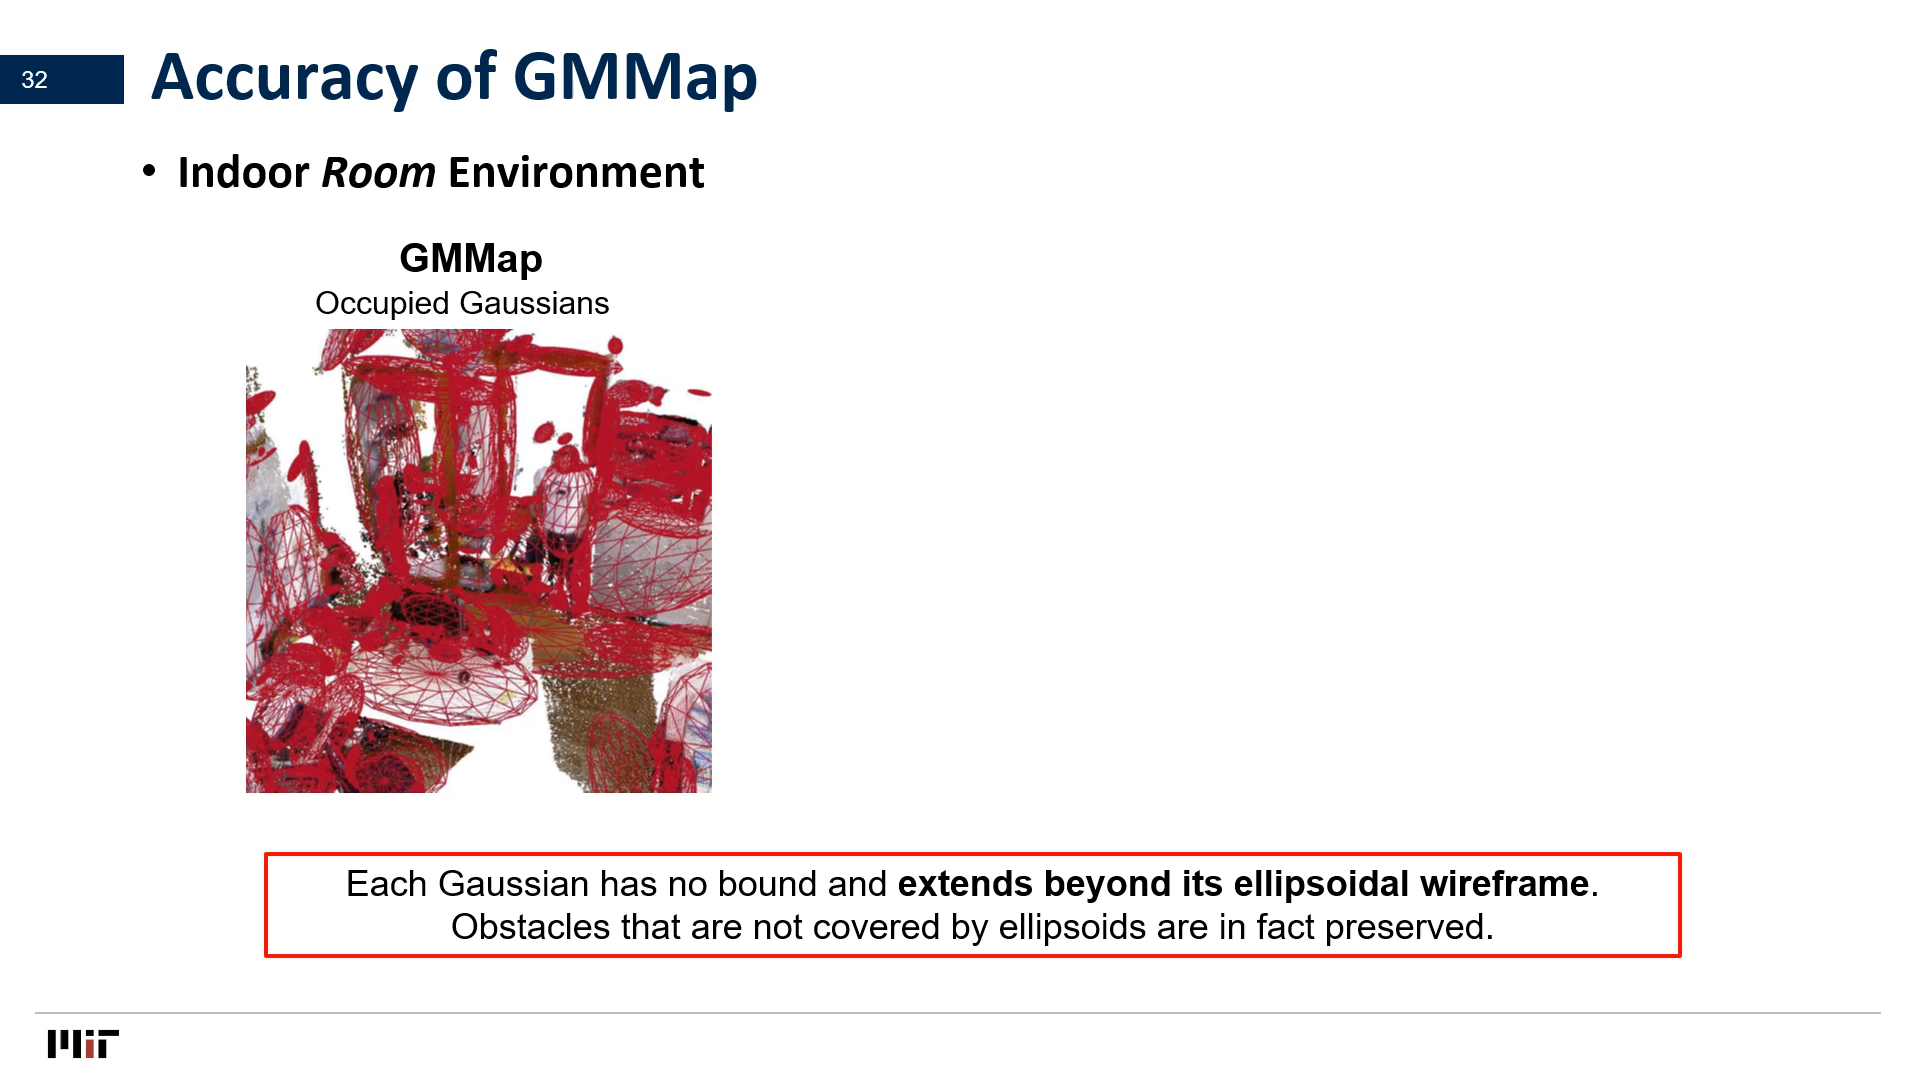 32
Accuracy of GMMap
• Indoor Room Environment
GMMap
Occupied Gaussians
Each Gaussian has no bound and extends beyond its ellipsoidal wireframe.
Obstacles that are not covered by ellipsoids are in fact preserved.
MIT